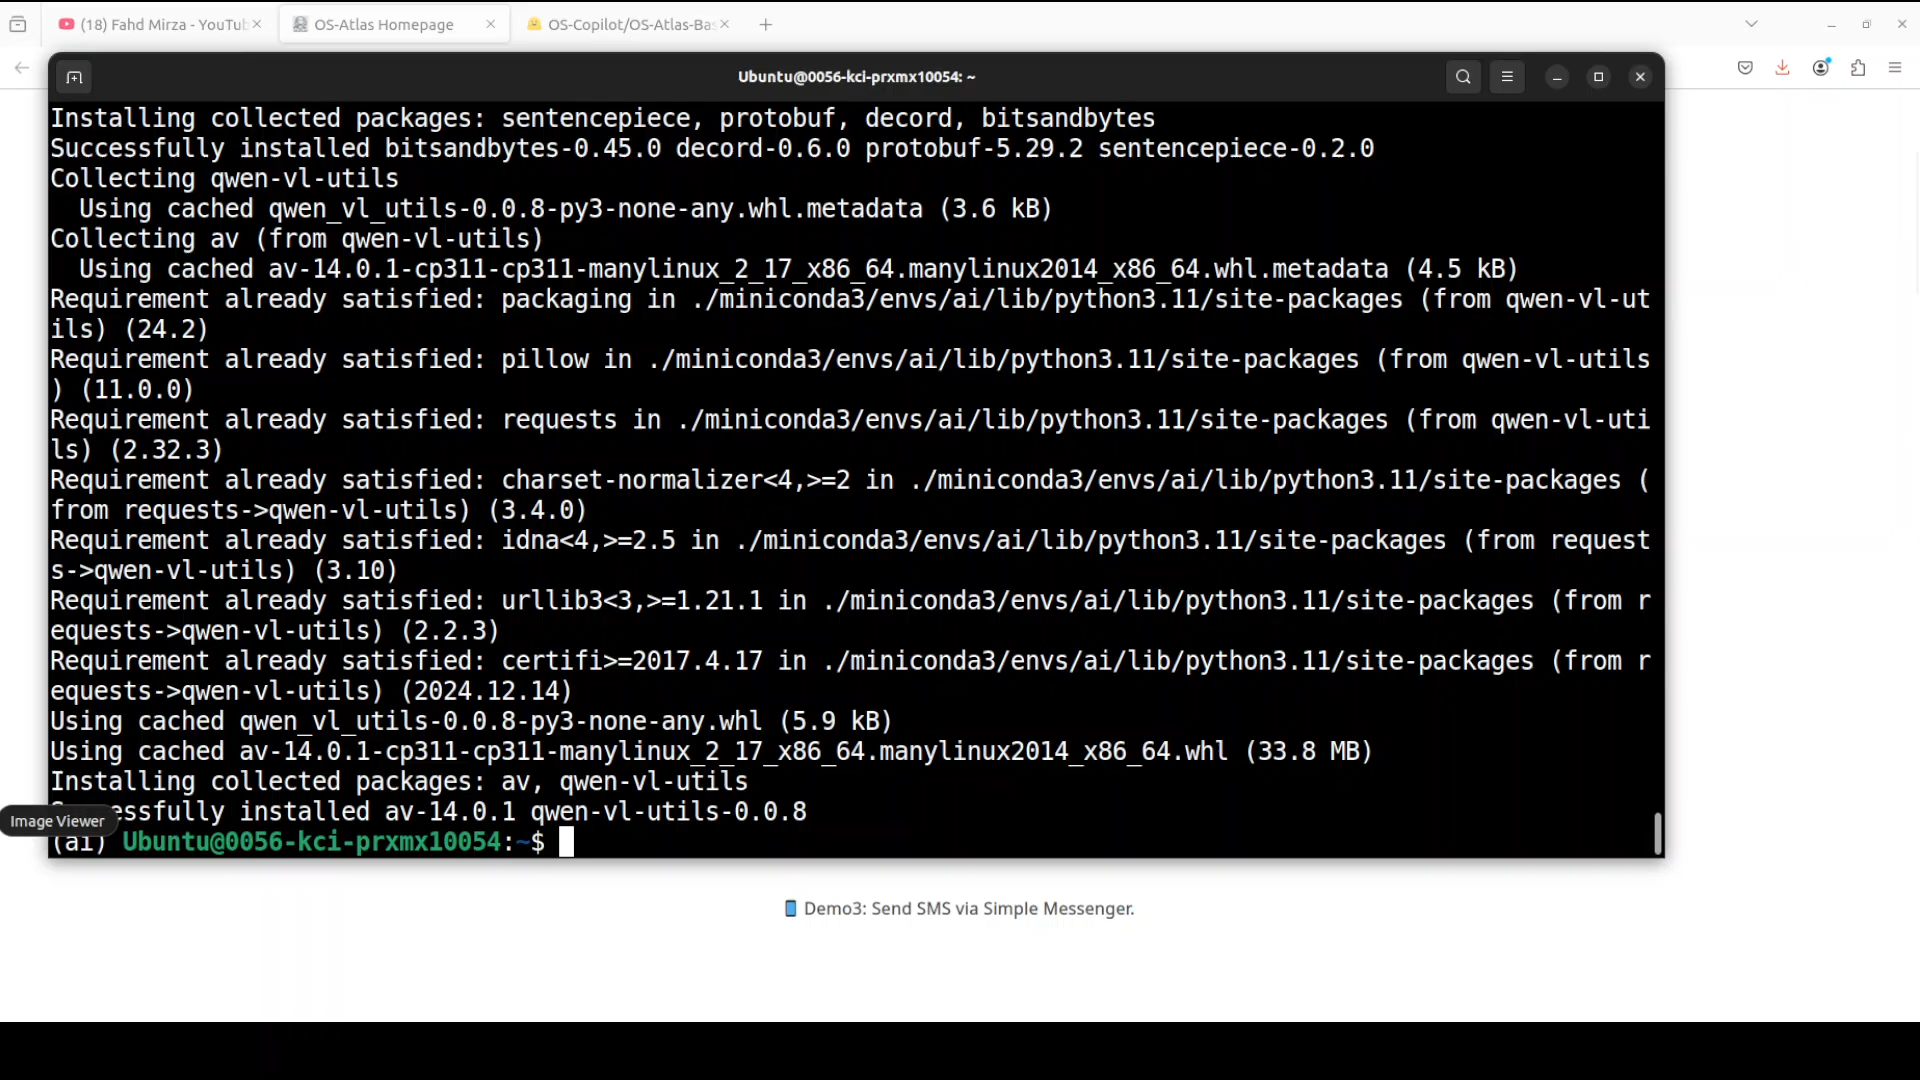 (18) Fahd Mirza - YouTub
OS-Atlas Homepage
OS-Copilot/OS-Atlas-Bas
Ubuntu@0056-kci-prxmx10054: ~
Installing collected packages: sentencepiece, protobuf, decord, bitsandbytes
Successfully installed bitsandbytes-0.45.0 decord-0.6.0 protobuf-5.29.2 sentencepiece-0.2.0
Collecting qwen-vl-utils
  Using cached qwen_vl_utils-0.0.8-py3-none-any.whl.metadata (3.6 kB)
Collecting av (from qwen-vl-utils)
  Using cached av-14.0.1-cp311-cp311-manylinux_2_17_x86_64.manylinux2014_x86_64.whl.metadata (4.5 kB)
Requirement already satisfied: packaging in ./miniconda3/envs/ai/lib/python3.11/site-packages (from qwen-vl-ut
ils) (24.2)
Requirement already satisfied: pillow in ./miniconda3/envs/ai/lib/python3.11/site-packages (from qwen-vl-utils
) (11.0.0)
Requirement already satisfied: requests in ./miniconda3/envs/ai/lib/python3.11/site-packages (from qwen-vl-uti
ls) (2.32.3)
Requirement already satisfied: charset-normalizer<4,>=2 in ./miniconda3/envs/ai/lib/python3.11/site-packages (
from requests->qwen-vl-utils) (3.4.0)
Requirement already satisfied: idna<4,>=2.5 in ./miniconda3/envs/ai/lib/python3.11/site-packages (from request
s->qwen-vl-utils) (3.10)
Requirement already satisfied: urllib3<3,>=1.21.1 in ./miniconda3/envs/ai/lib/python3.11/site-packages (from r
equests->qwen-vl-utils) (2.2.3)
Requirement already satisfied: certifi>=2017.4.17 in ./miniconda3/envs/ai/lib/python3.11/site-packages (from r
equests->qwen-vl-utils) (2024.12.14)
Using cached qwen_vl_utils-0.0.8-py3-none-any.whl (5.9 kB)
Using cached av-14.0.1-cp311-cp311-manylinux_2_17_x86_64.manylinux2014_x86_64.whl (33.8 MB)
Installing collected packages: av, qwen-vl-utils
essfully installed av-14.0.1 qwen-vl-utils-0.0.8
Image Viewer
(ai) Ubuntu@0056-kci-prxmx10054:~$
Demo3: Send SMS via Simple Messenger.